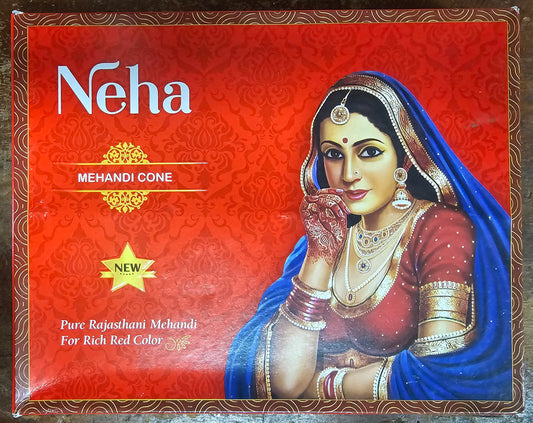 Neha
MEHANDI CONE
NEW
Pure Rajasthani Mehandi
For Rich Red Color